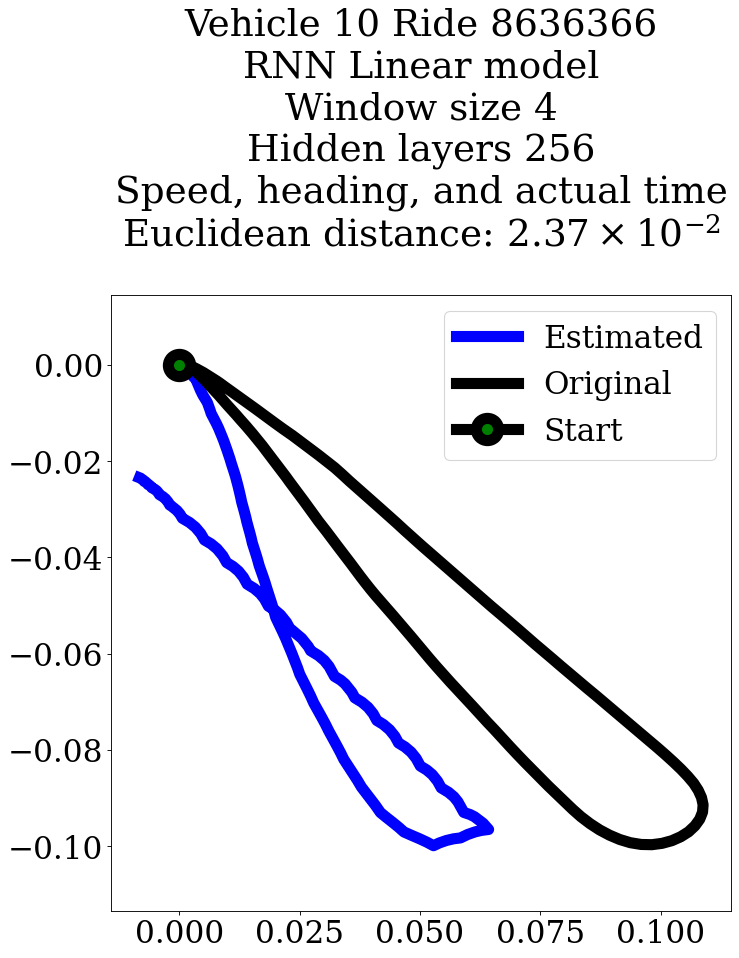 Vehicle 10 Ride 8636366
RNN Linear model
Window size 4
Hidden layers 256
Speed, heading, and actual time
Euclidean distance: 2.37 × 10⁻²
Estimated
Original
Start
0.00
−0.02
−0.04
−0.06
−0.08
−0.10
0.000 0.025 0.050 0.075 0.100